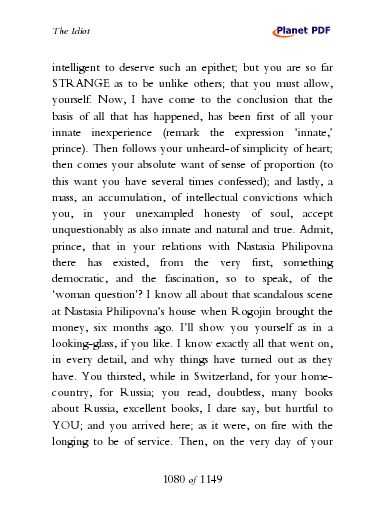 The Idiot
Planet PDF
intelligent to deserve such an epithet; but you are so far
STRANGE as to be unlike others; that you must allow,
yourself. Now, I have come to the conclusion that the
basis of all that has happened, has been first of all your
innate inexperience (remark the expression ‘innate,’
prince). Then follows your unheard-of simplicity of heart;
then comes your absolute want of sense of proportion (to
this want you have several times confessed); and lastly, a
mass, an accumulation, of intellectual convictions which
you, in your unexampled honesty of soul, accept
unquestionably as also innate and natural and true. Admit,
prince, that in your relations with Nastasia Philipovna
there has existed, from the very first, something
democratic, and the fascination, so to speak, of the
‘woman question’? I know all about that scandalous scene
at Nastasia Philipovna’s house when Rogojin brought the
money, six months ago. I’ll show you yourself as in a
looking-glass, if you like. I know exactly all that went on,
in every detail, and why things have turned out as they
have. You thirsted, while in Switzerland, for your home-
country, for Russia; you read, doubtless, many books
about Russia, excellent books, I dare say, but hurtful to
YOU; and you arrived here; as it were, on fire with the
longing to be of service. Then, on the very day of your
1080 of 1149